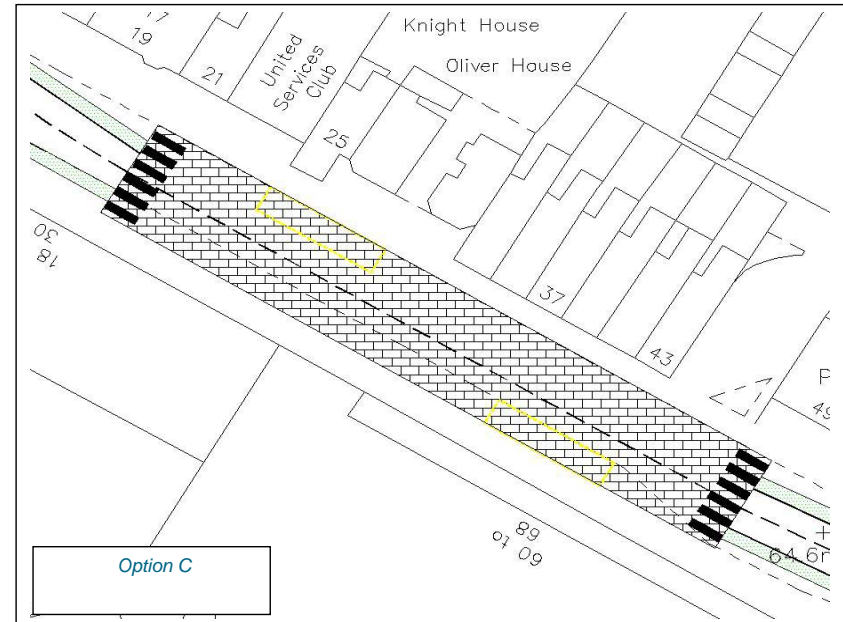 Knight House
Oliver House
17
19
21
United
Services
Club
25
37
43
P
49
30
18
68
60 to
64.6m
Option C